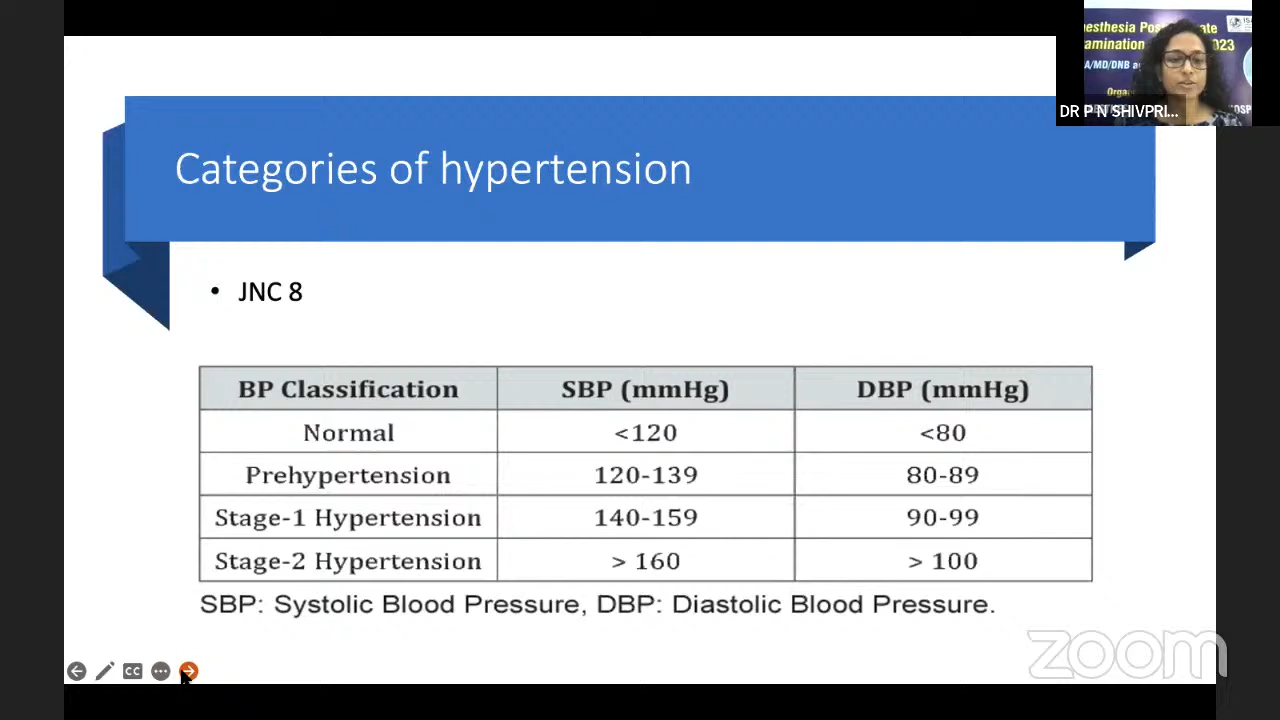 Categories of hypertension
• JNC 8
BP Classification SBP (mmHg) DBP (mmHg)
Normal <120 <80
Prehypertension 120-139 80-89
Stage-1 Hypertension 140-159 90-99
Stage-2 Hypertension > 160 > 100
SBP: Systolic Blood Pressure, DBP: Diastolic Blood Pressure.
DR P N SHIVPRI...
CC
zoom